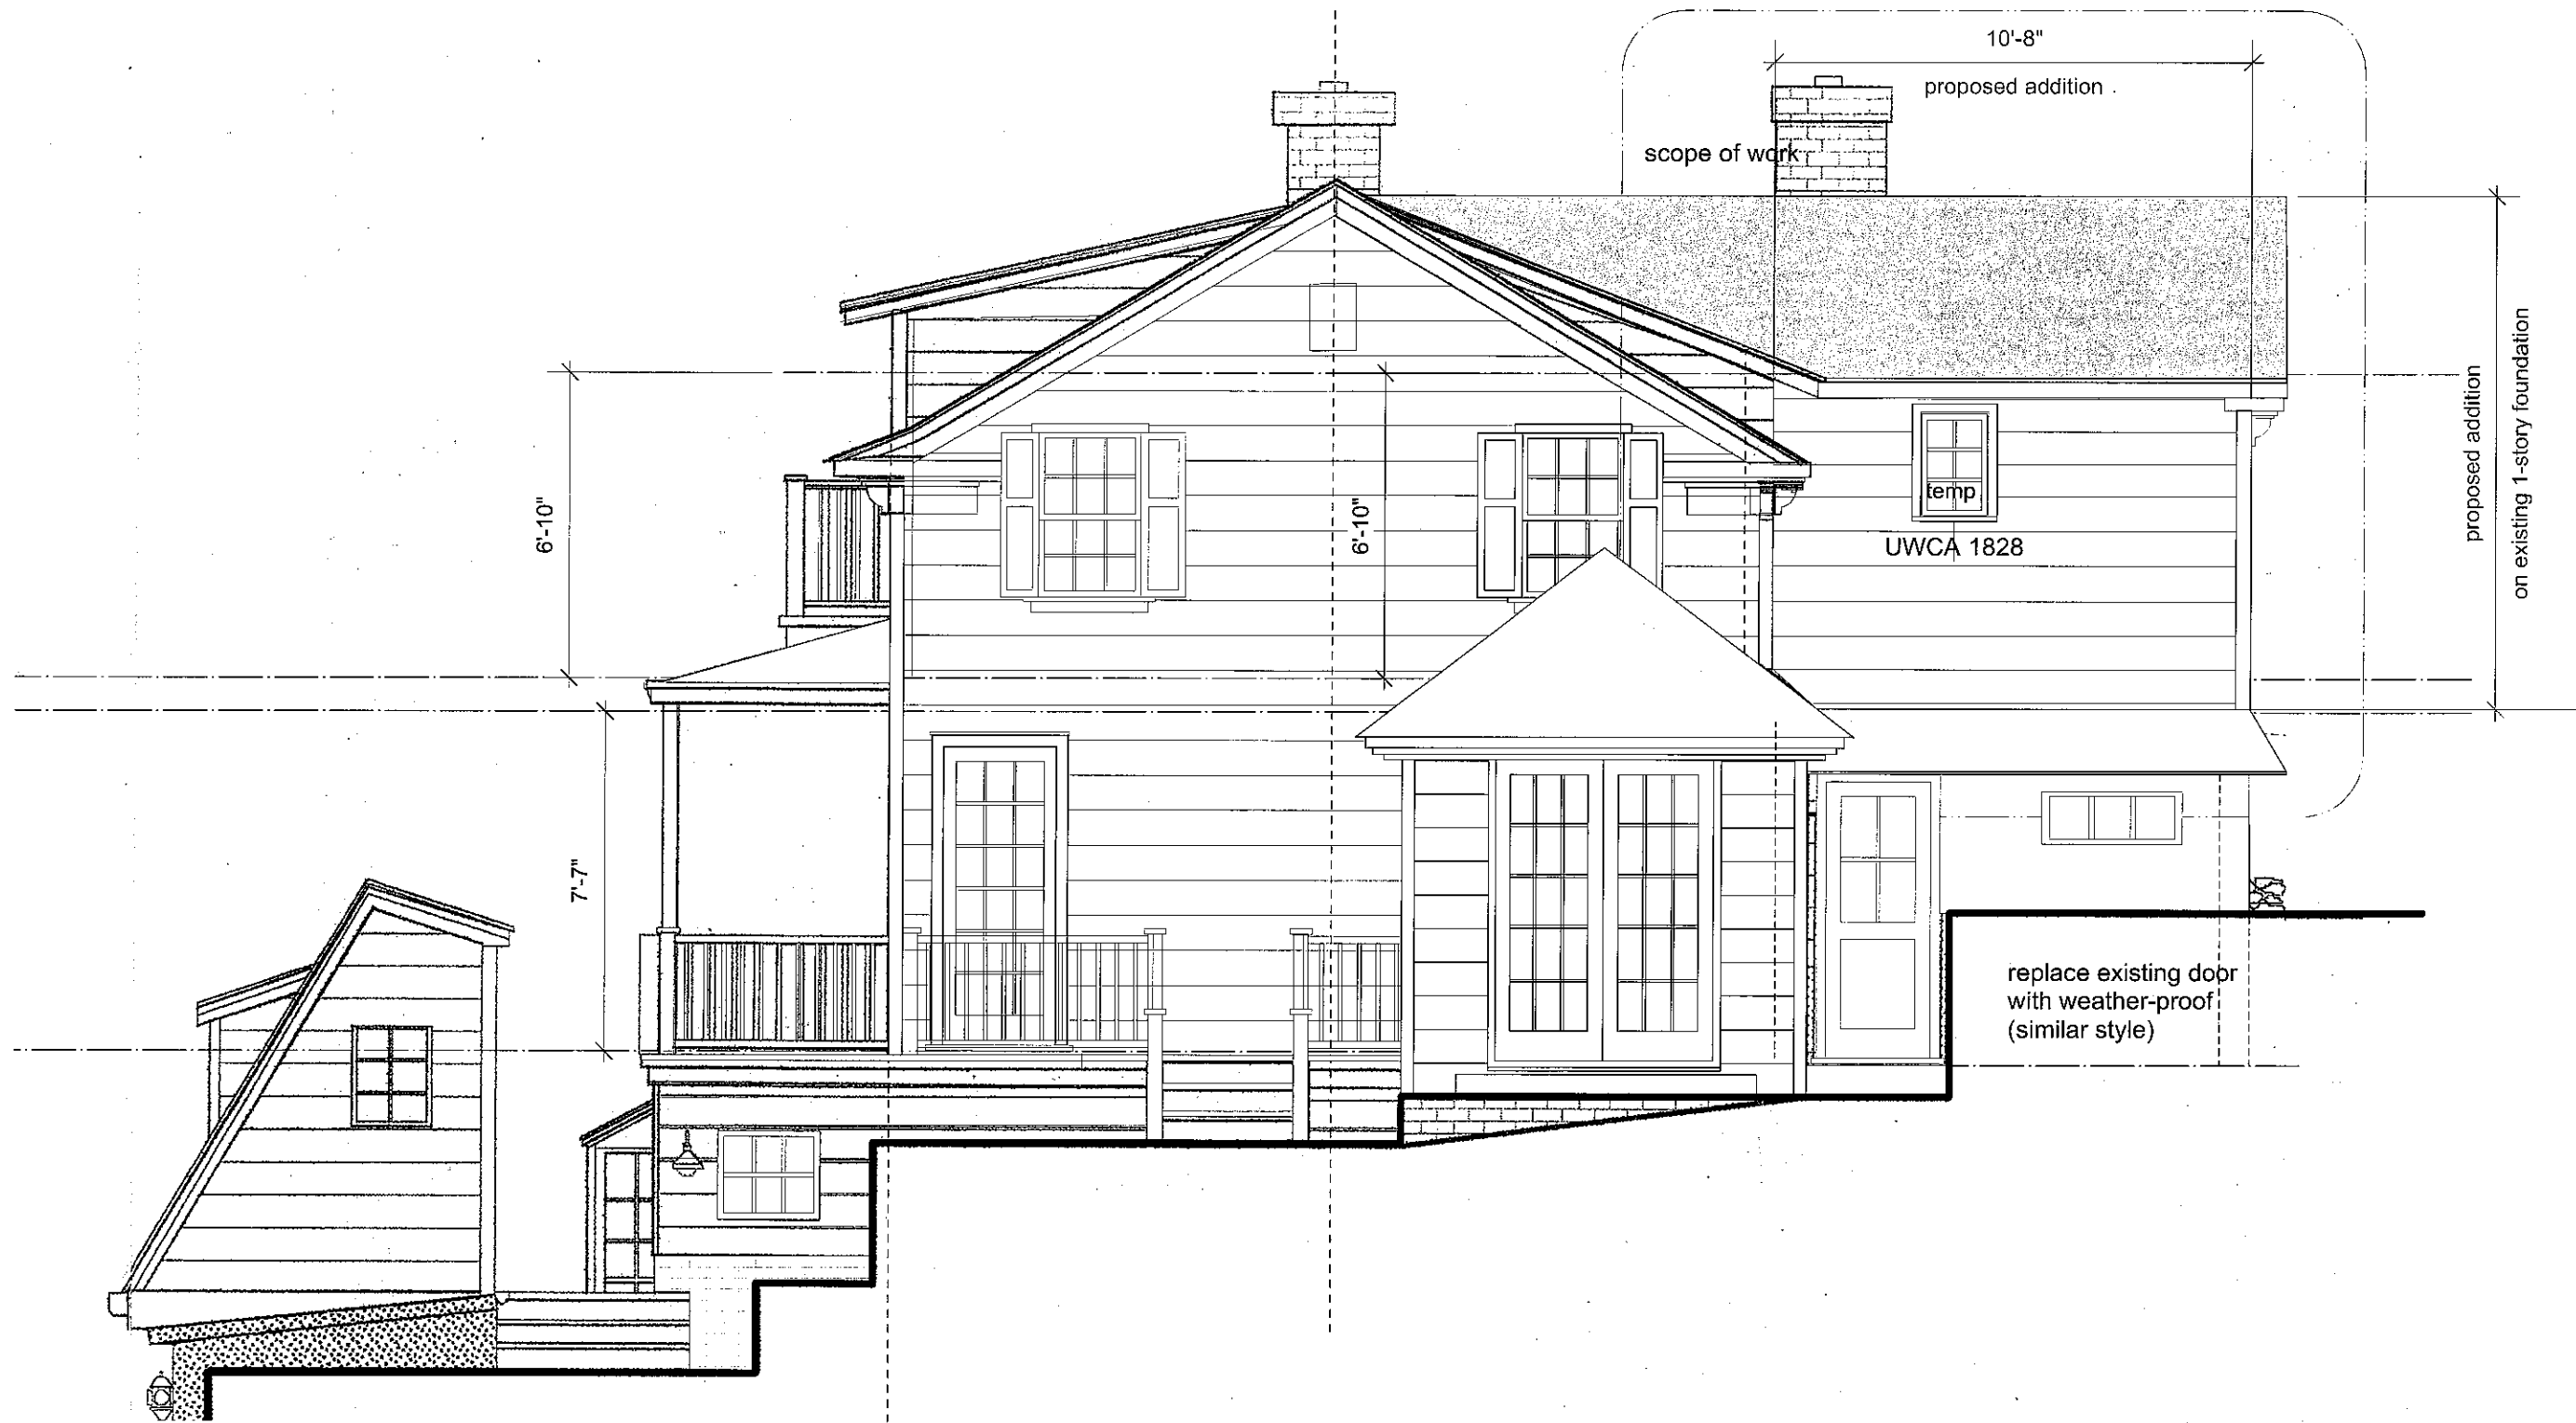 10'-8"
proposed addition
scope of work
6'-10"
6'-10"
temp
UWCA 1828
proposed addition
on existing 1-story foundation
7'-7"
replace existing door
with weather-proof
(similar style)